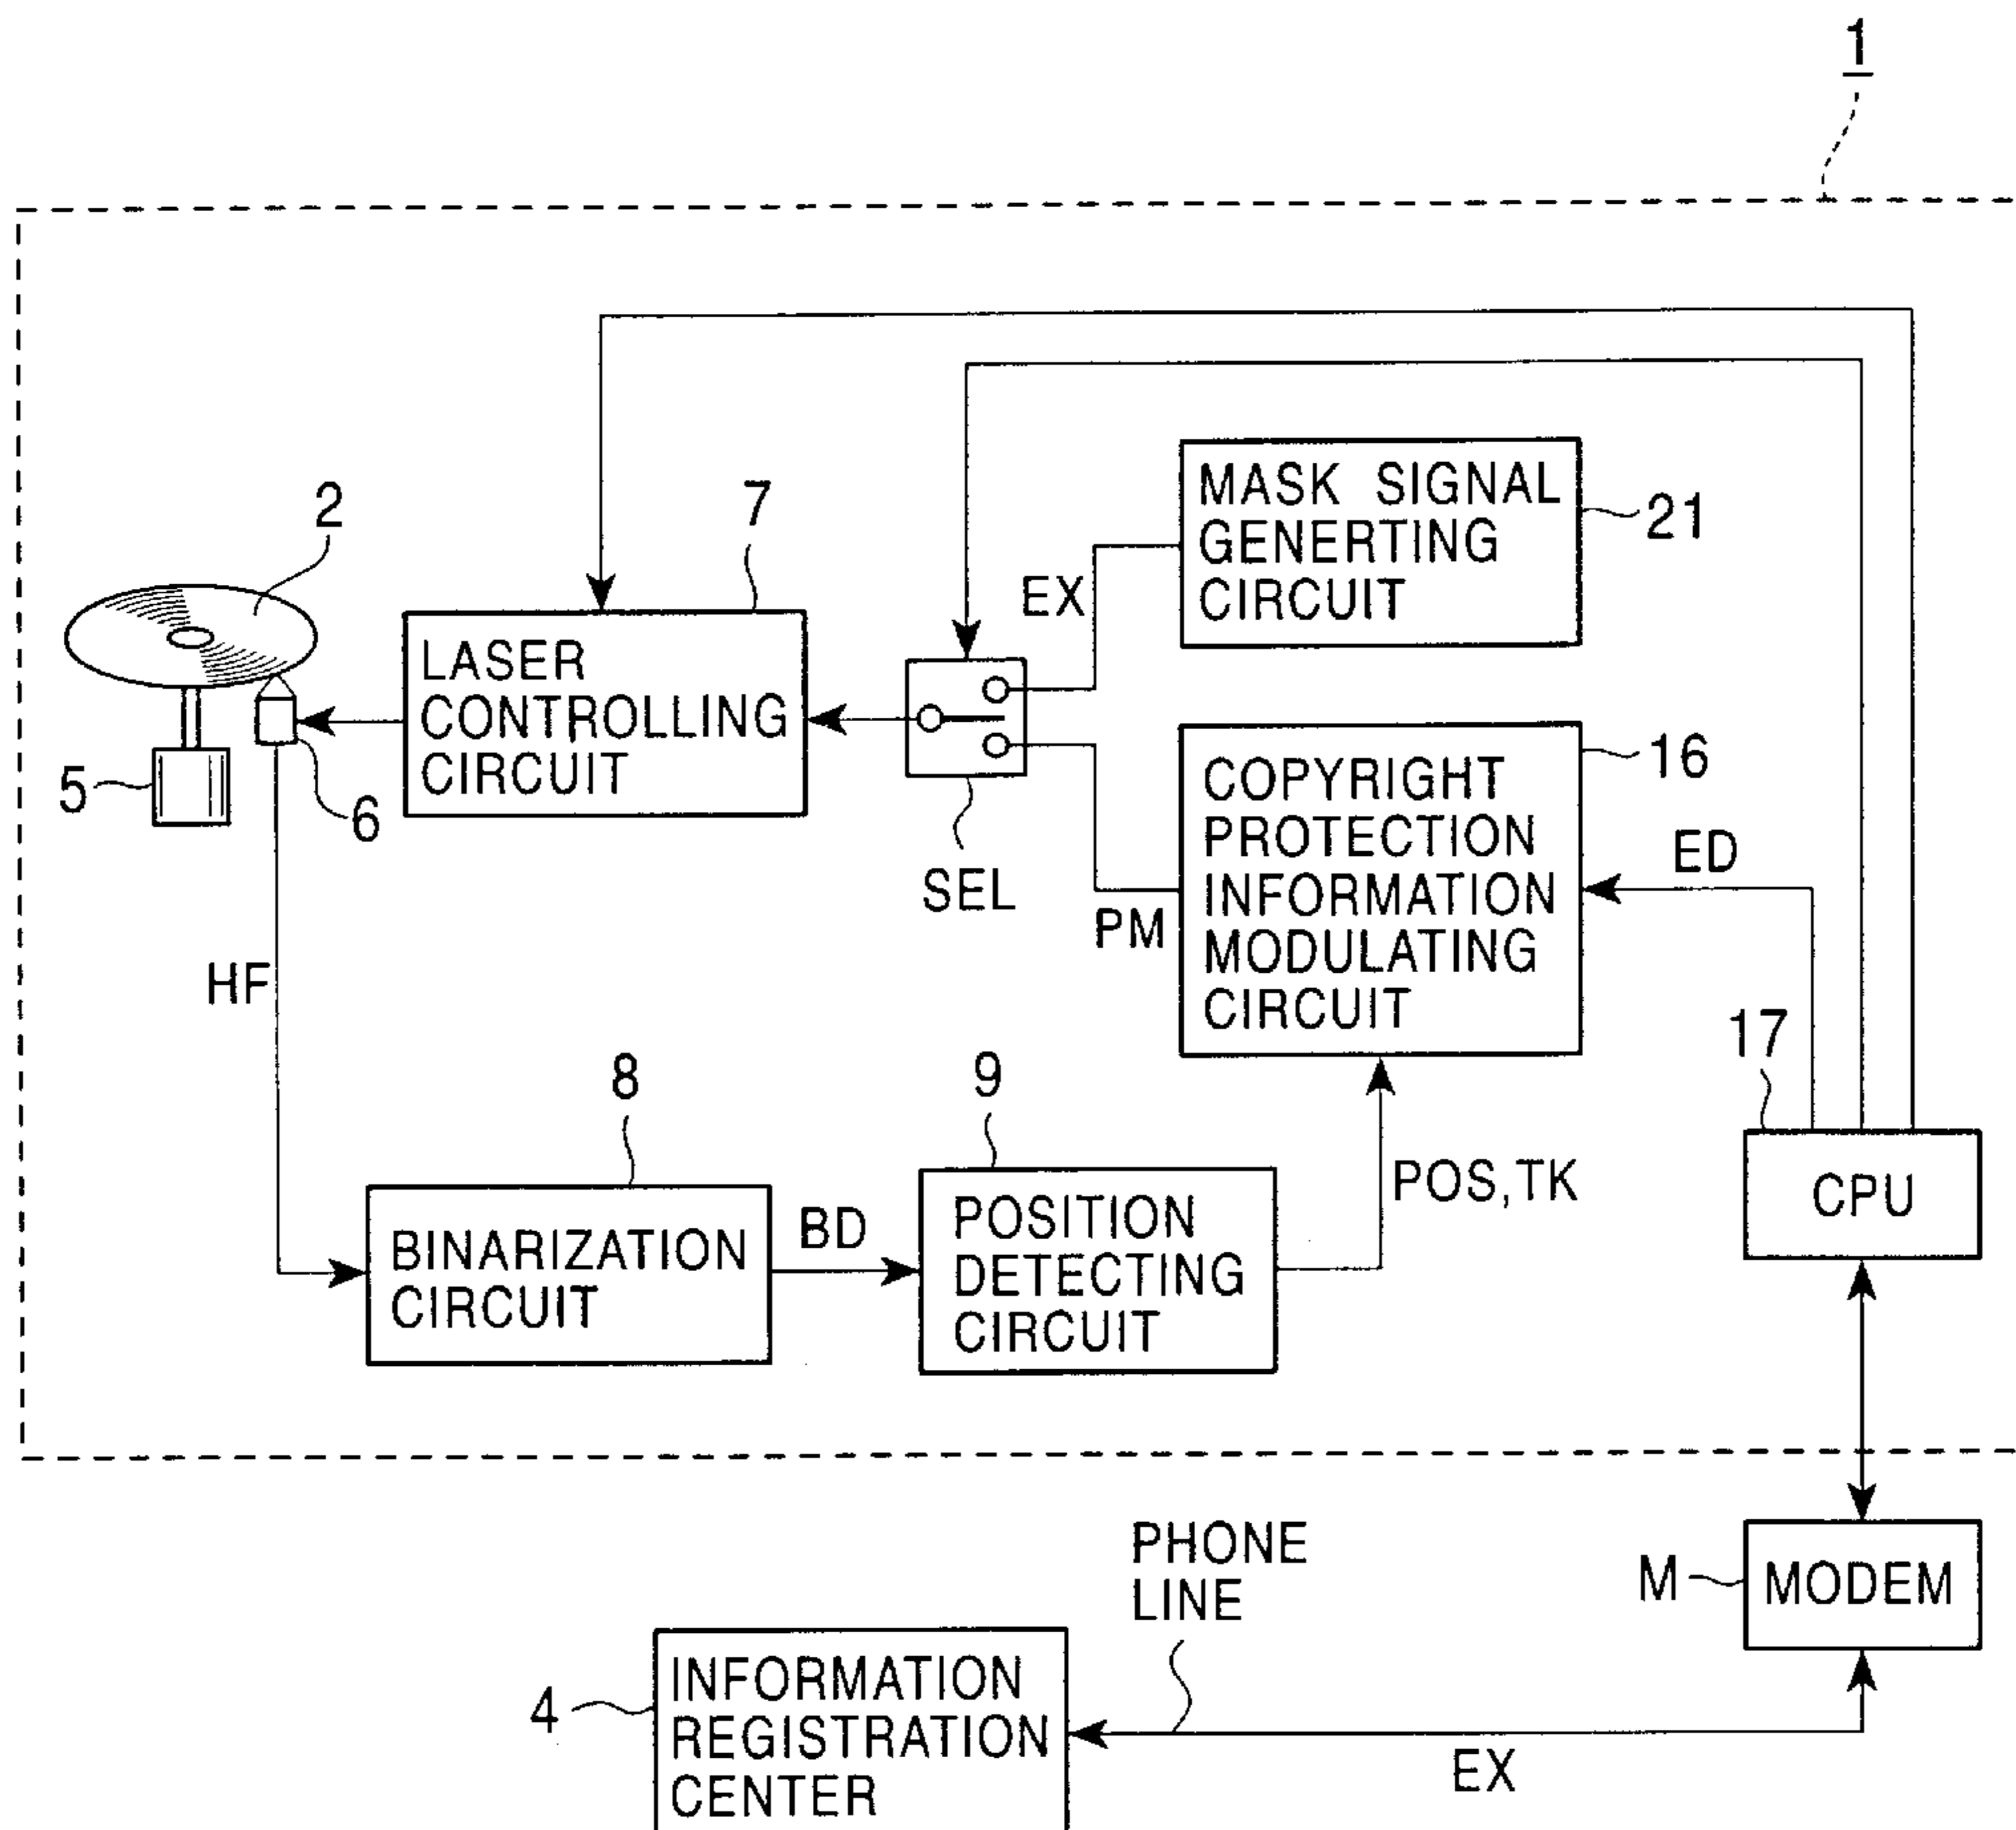 1
2
7
MASK SIGNAL
GENERTING
CIRCUIT
21
EX
LASER
CONTROLLING
CIRCUIT
5
6
SEL
COPYRIGHT
PROTECTION
INFORMATION
MODULATING
CIRCUIT
16
ED
PM
HF
17
8
9
BINARIZATION
CIRCUIT
BD
POSITION
DETECTING
CIRCUIT
POS,TK
CPU
PHONE
LINE
M
MODEM
4
INFORMATION
REGISTRATION
CENTER
EX